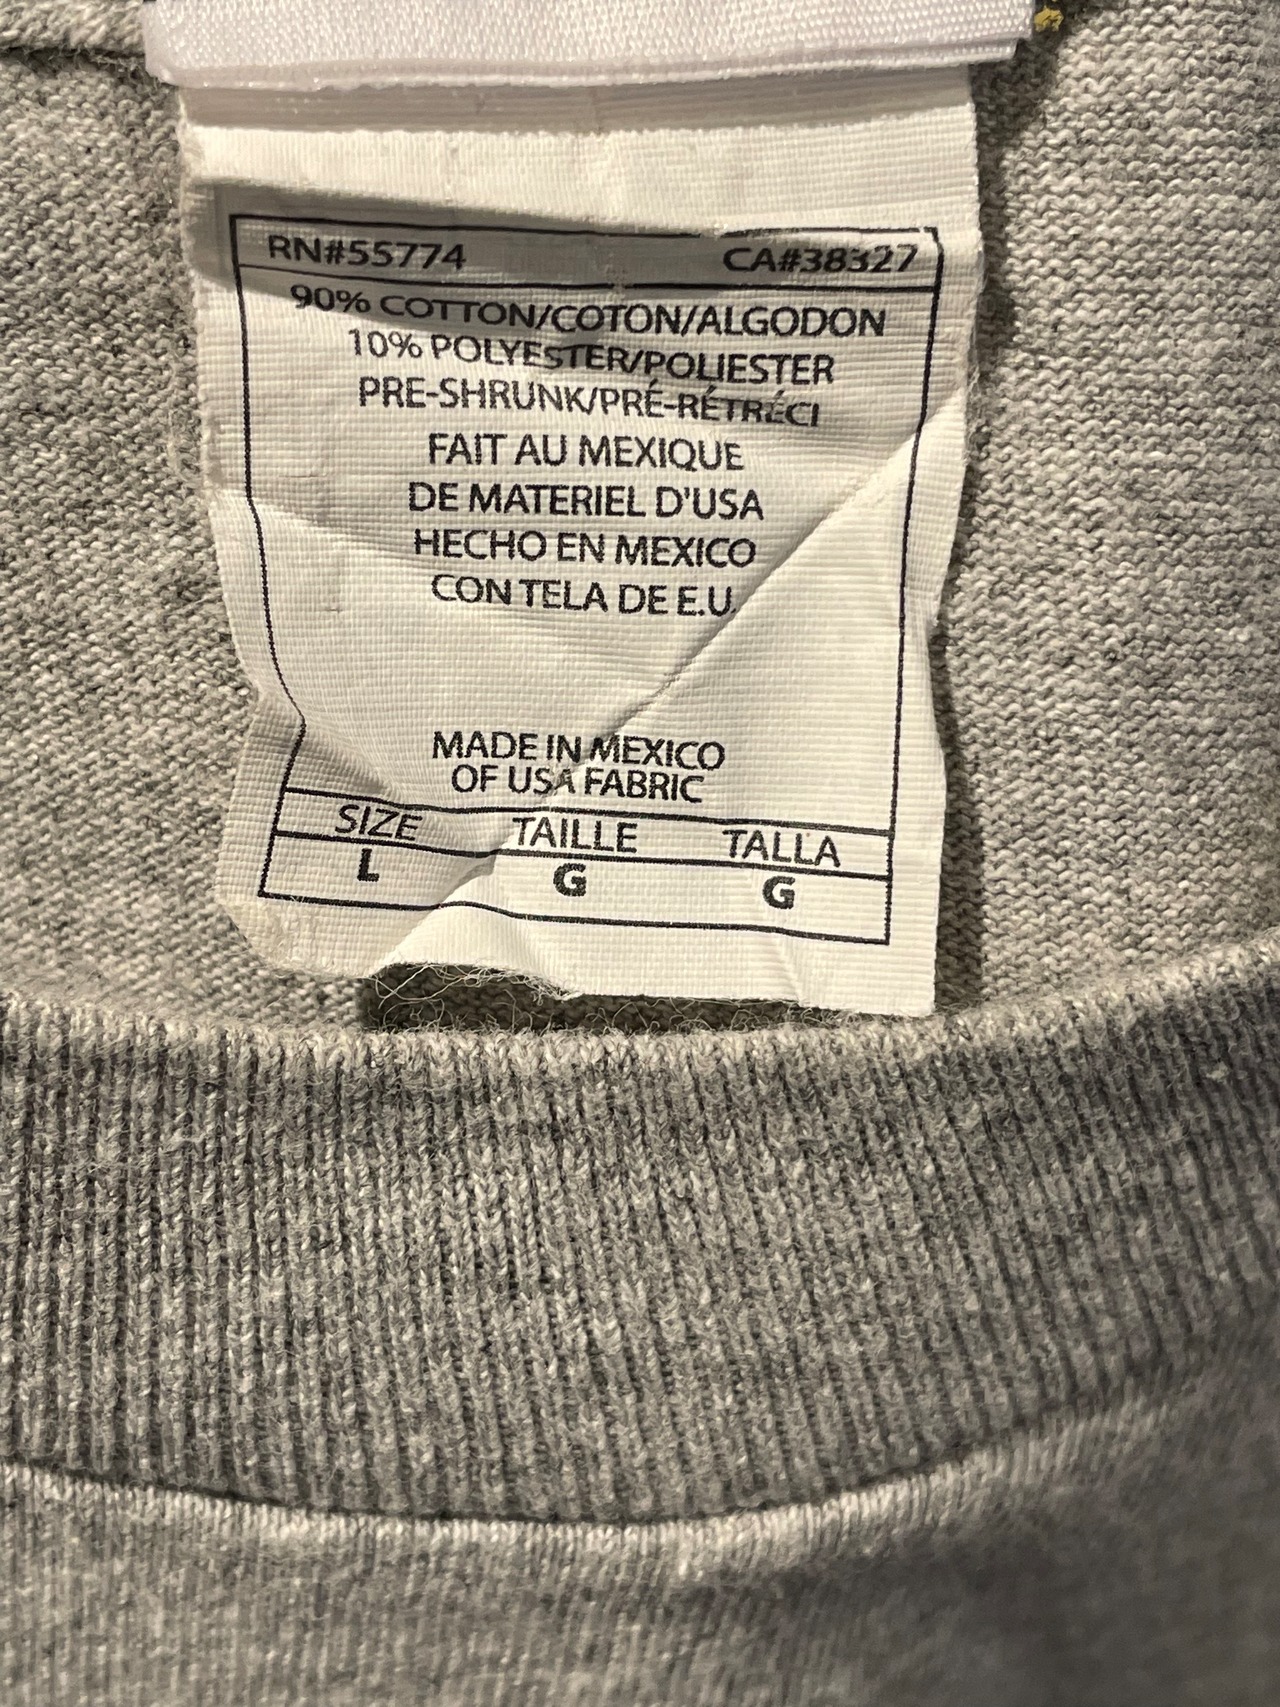 RN#55774 CA#38327
90% COTTON/COTON/ALGODON
10% POLYESTER/POLIESTER
PRE-SHRUNK/PRÉ-RÉTRÉCI
FAIT AU MEXIQUE
DE MATERIEL D'USA
HECHO EN MEXICO
CON TELA DE E.U.
MADE IN MEXICO
OF USA FABRIC
SIZE TAILLE TALLA
L G G